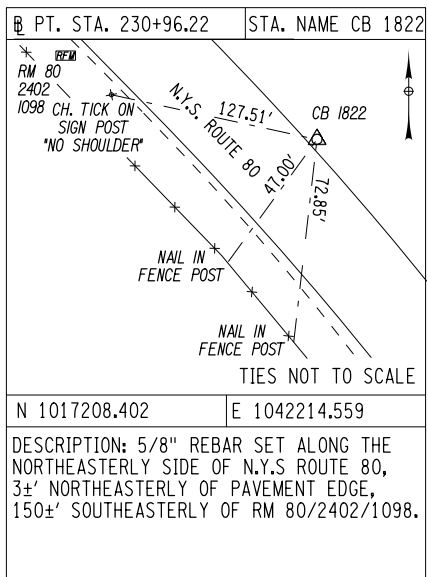 BL PT. STA. 230+96.22
STA. NAME CB 1822
RFM
RM 80
2402
1098
CH. TICK ON
SIGN POST
"NO SHOULDER"
N.Y.S. ROUTE 80
127.51'
CB 1822
47.00'
72.85'
NAIL IN
FENCE POST
NAIL IN
FENCE POST
TIES NOT TO SCALE
N 1017208.402
E 1042214.559
DESCRIPTION: 5/8" REBAR SET ALONG THE
NORTHEASTERLY SIDE OF N.Y.S ROUTE 80,
3±' NORTHEASTERLY OF PAVEMENT EDGE,
150±' SOUTHEASTERLY OF RM 80/2402/1098.